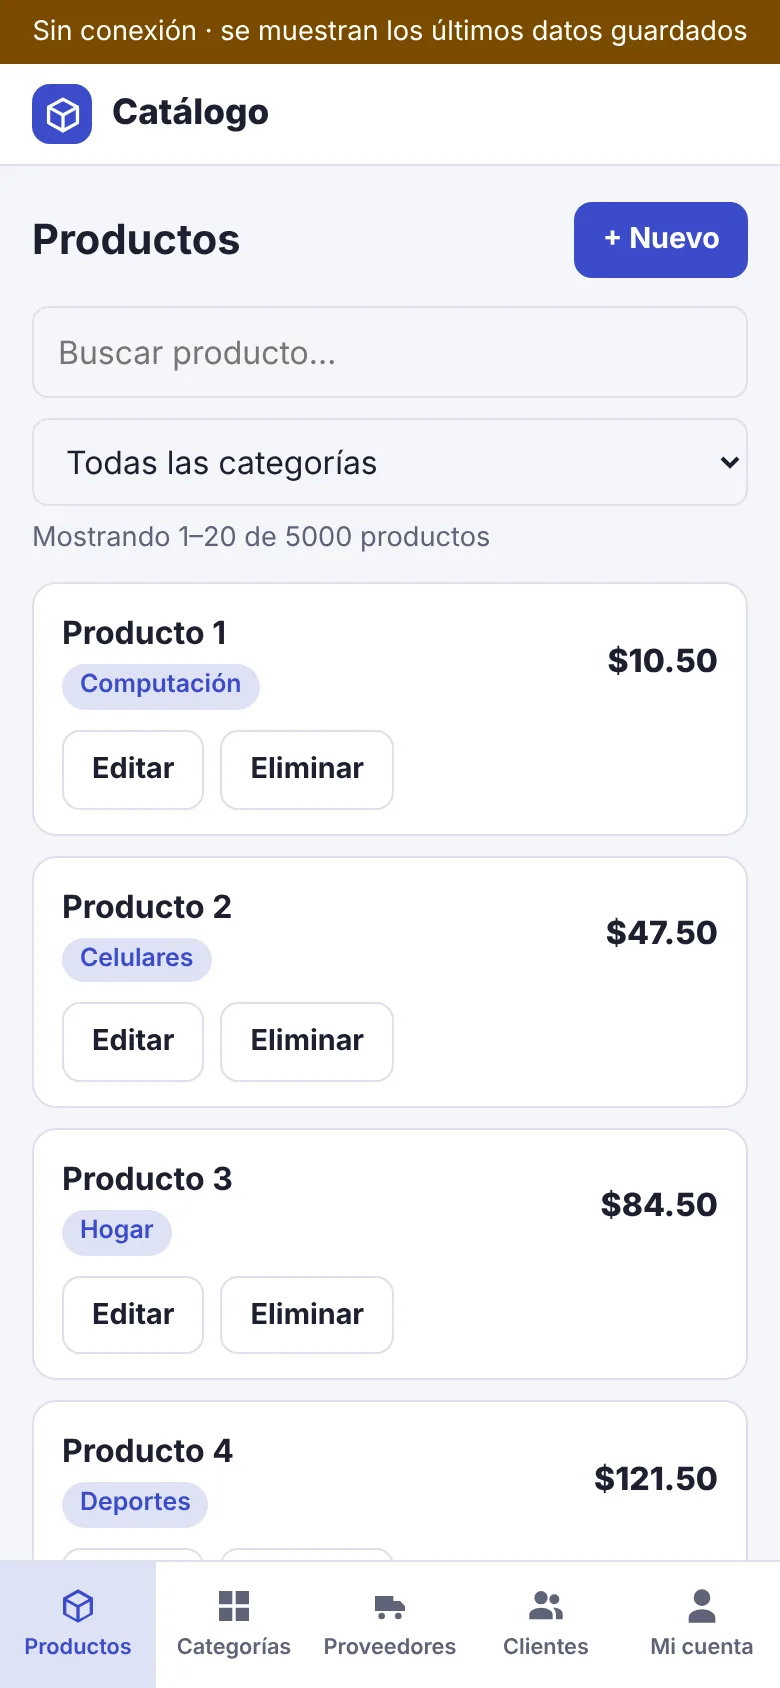 Sin conexión · se muestran los últimos datos guardados
Catálogo
Productos
+ Nuevo
Buscar producto...
Todas las categorías
Mostrando 1–20 de 5000 productos
Producto 1
$10.50
Computación
Editar
Eliminar
Producto 2
$47.50
Celulares
Editar
Eliminar
Producto 3
$84.50
Hogar
Editar
Eliminar
Producto 4
$121.50
Deportes
Productos
Categorías
Proveedores
Clientes
Mi cuenta